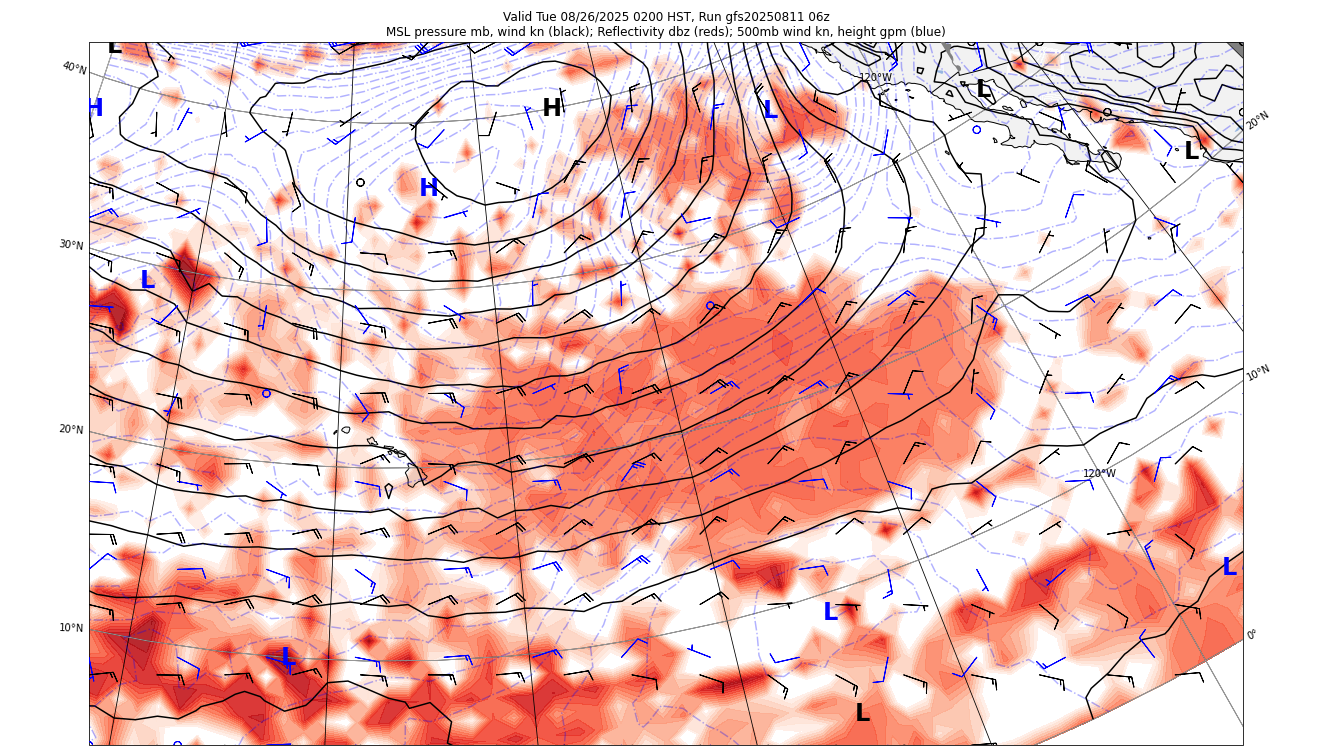 Valid Tue 08/26/2025 0200 HST, Run gfs20250811 06z
MSL pressure mb, wind kn (black); Reflectivity dbz (reds); 500mb wind kn, height gpm (blue)
L
40°N
120°W
H
H
L
L
20°N
L
H
30°N
L
10°N
20°N
120°W
L
L
10°N
0°
L
L